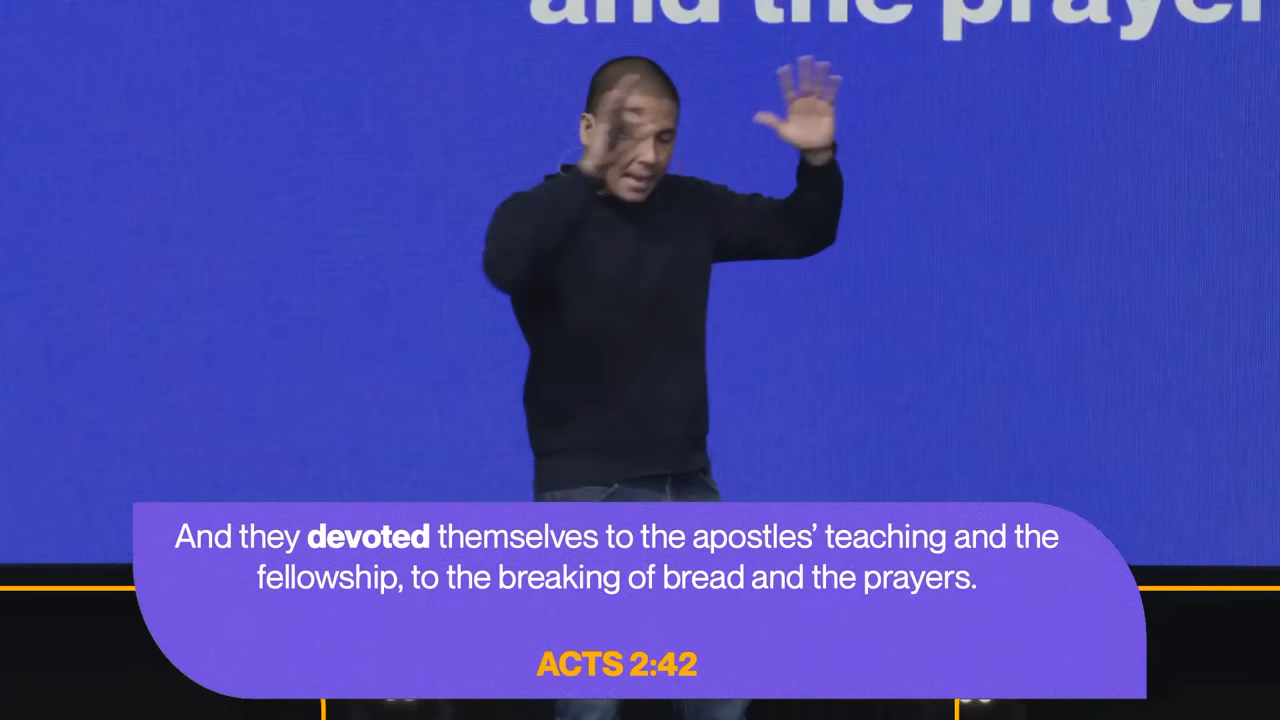 and the prayer
And they devoted themselves to the apostles’ teaching and the
fellowship, to the breaking of bread and the prayers.
ACTS 2:42